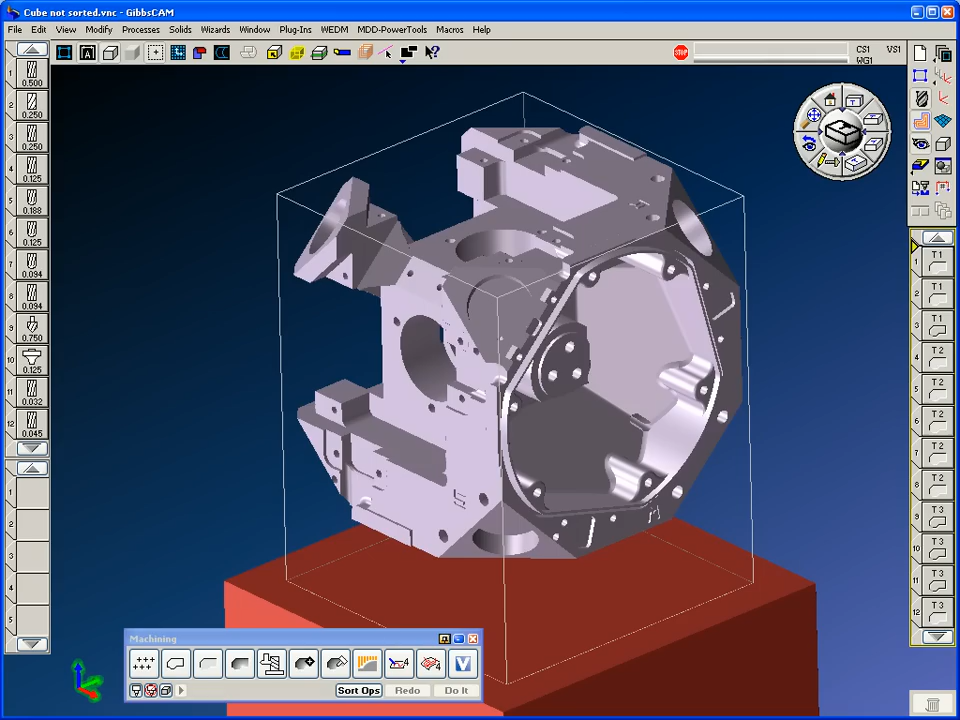 Cube not sorted.vnc - GibbsCAM
File Edit View Modify Processes Solids Wizards Window Plug-Ins WEDM MDD-PowerTools Macros Help
STOP
CS1 VS1
WG1
1
0.500
2
0.250
3
0.250
4
0.125
5
0.188
6
0.125
7
0.094
8
0.094
9
0.750
10
0.125
11
0.032
12
0.045
1
2
3
4
5
1
T1
2
T1
3
T1
4
T2
5
T2
6
T2
7
T2
8
T2
9
T3
10
T3
11
T3
12
T3
Machining
Sort Ops Redo Do It